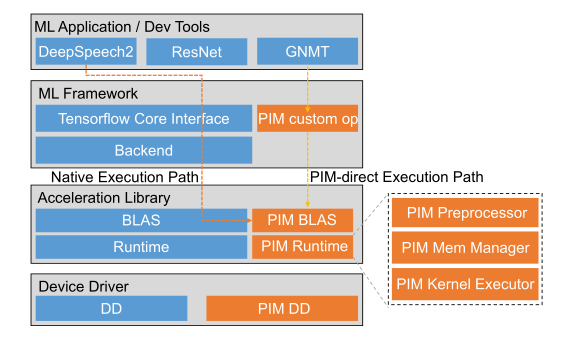 ML Application / Dev Tools
DeepSpeech2
ResNet
GNMT
ML Framework
Tensorflow Core Interface
PIM custom op
Backend
Native Execution Path
PIM-direct Execution Path
Acceleration Library
BLAS
PIM BLAS
Runtime
PIM Runtime
PIM Preprocessor
PIM Mem Manager
PIM Kernel Executor
Device Driver
DD
PIM DD